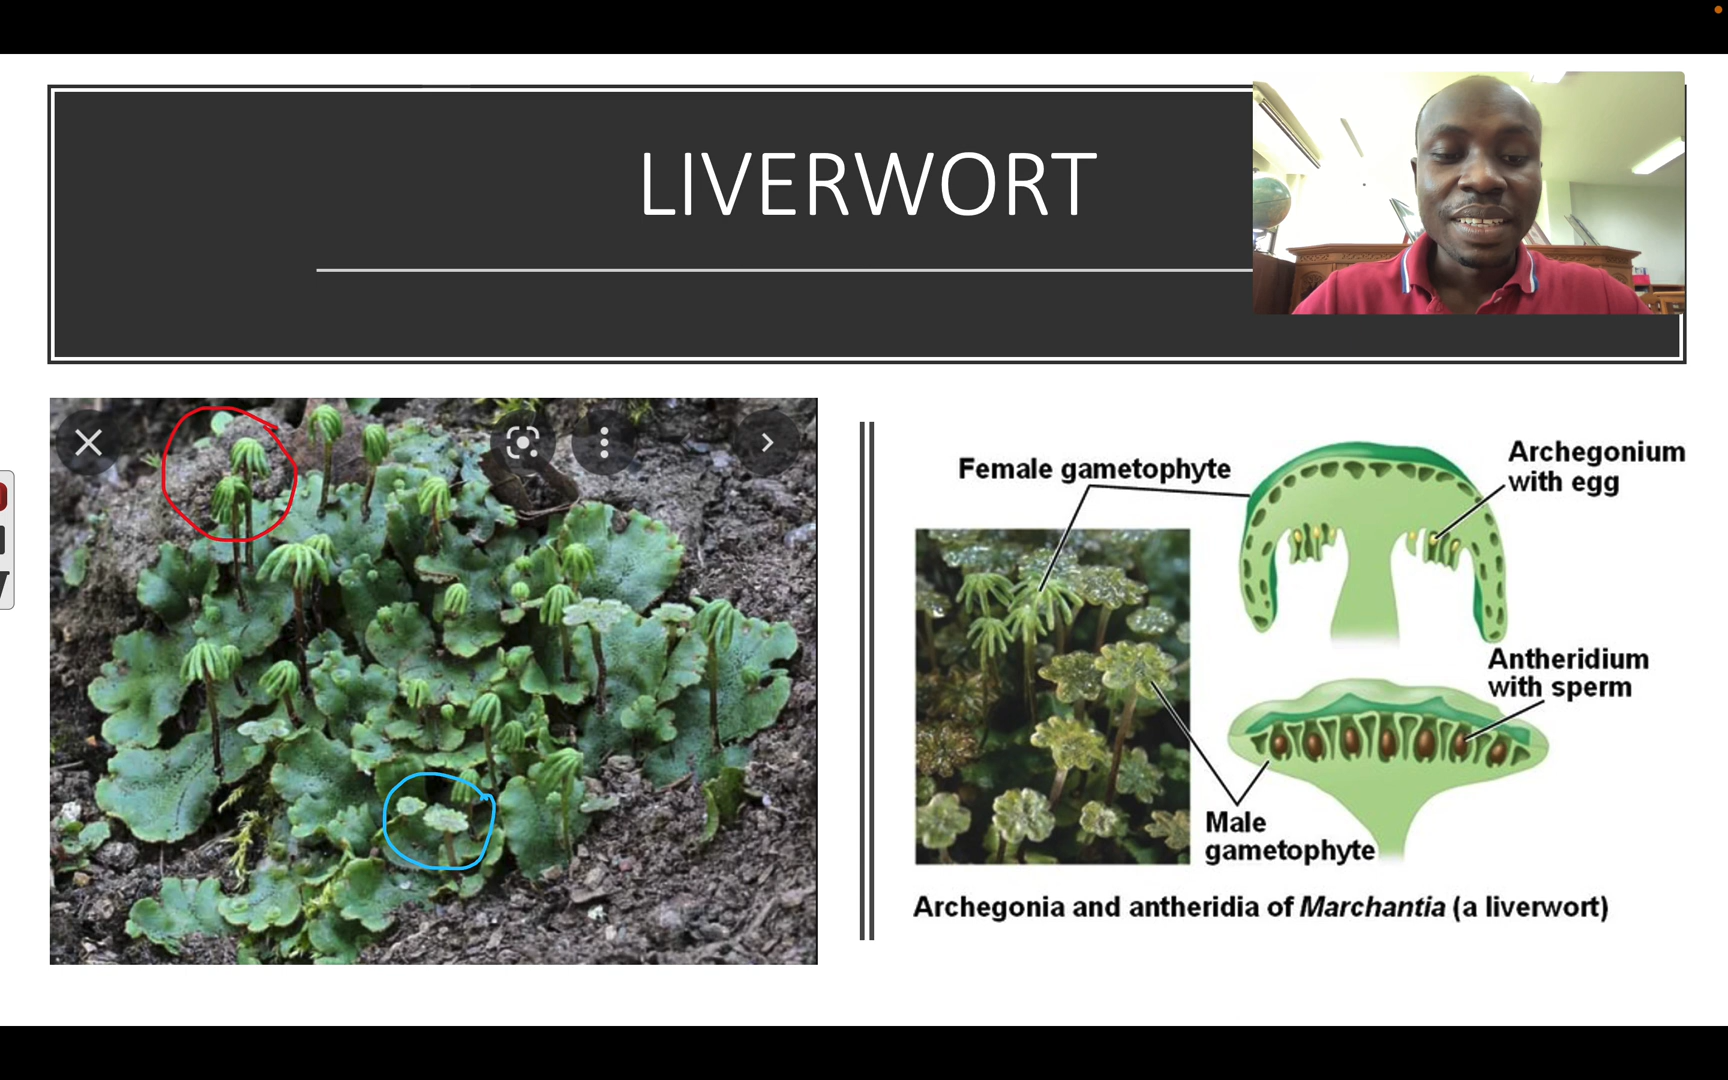 LIVERWORT
Female gametophyte
Archegonium
with egg
Antheridium
with sperm
Male
gametophyte
Archegonia and antheridia of Marchantia (a liverwort)